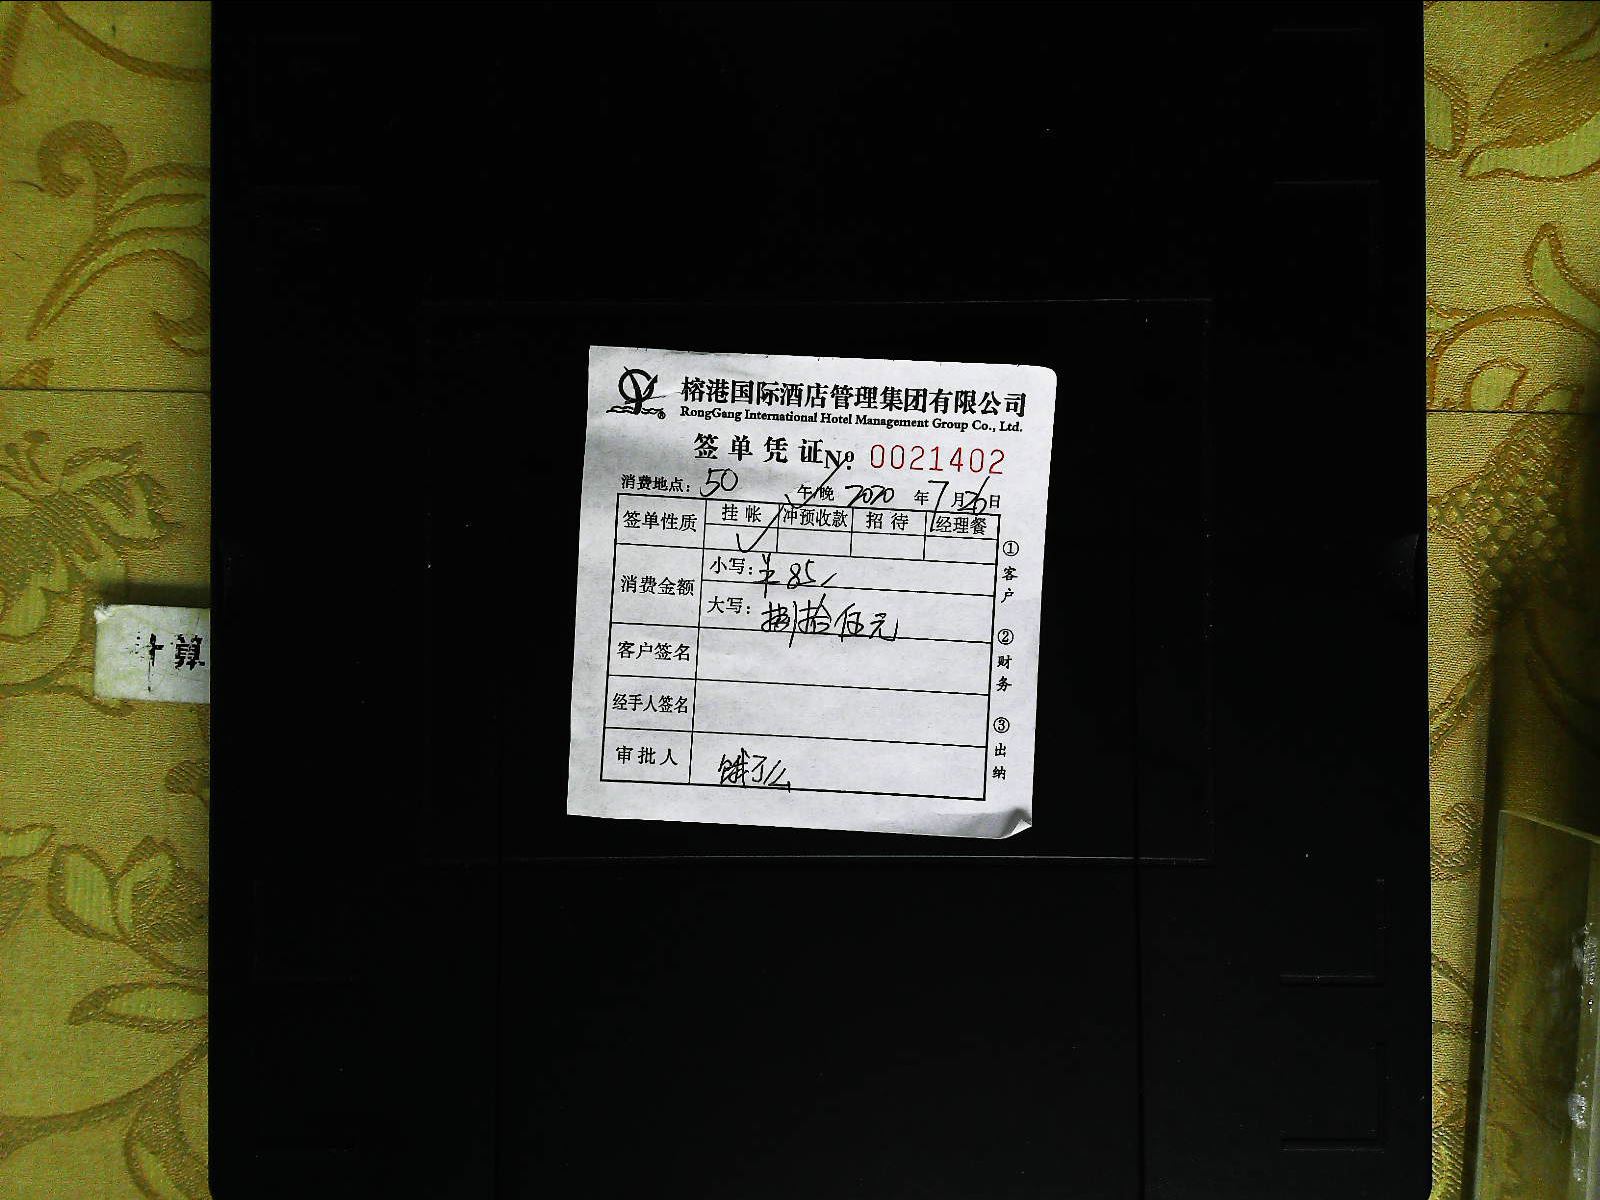 榕港国际酒店管理集团有限公司
RongGang International Hotel Management Group Co., Ltd.
签单凭证 №: 0021402
消费地点: 50 午/晚 2020 年 7 月 26 日
签单性质 挂帐 冲预收款 招待 经理餐
✓
消费金额
小写: ¥85/
大写: 捌拾伍元
客户签名
经手人签名
审批人 饿了么
①客户 ②财务 ③出纳
计算